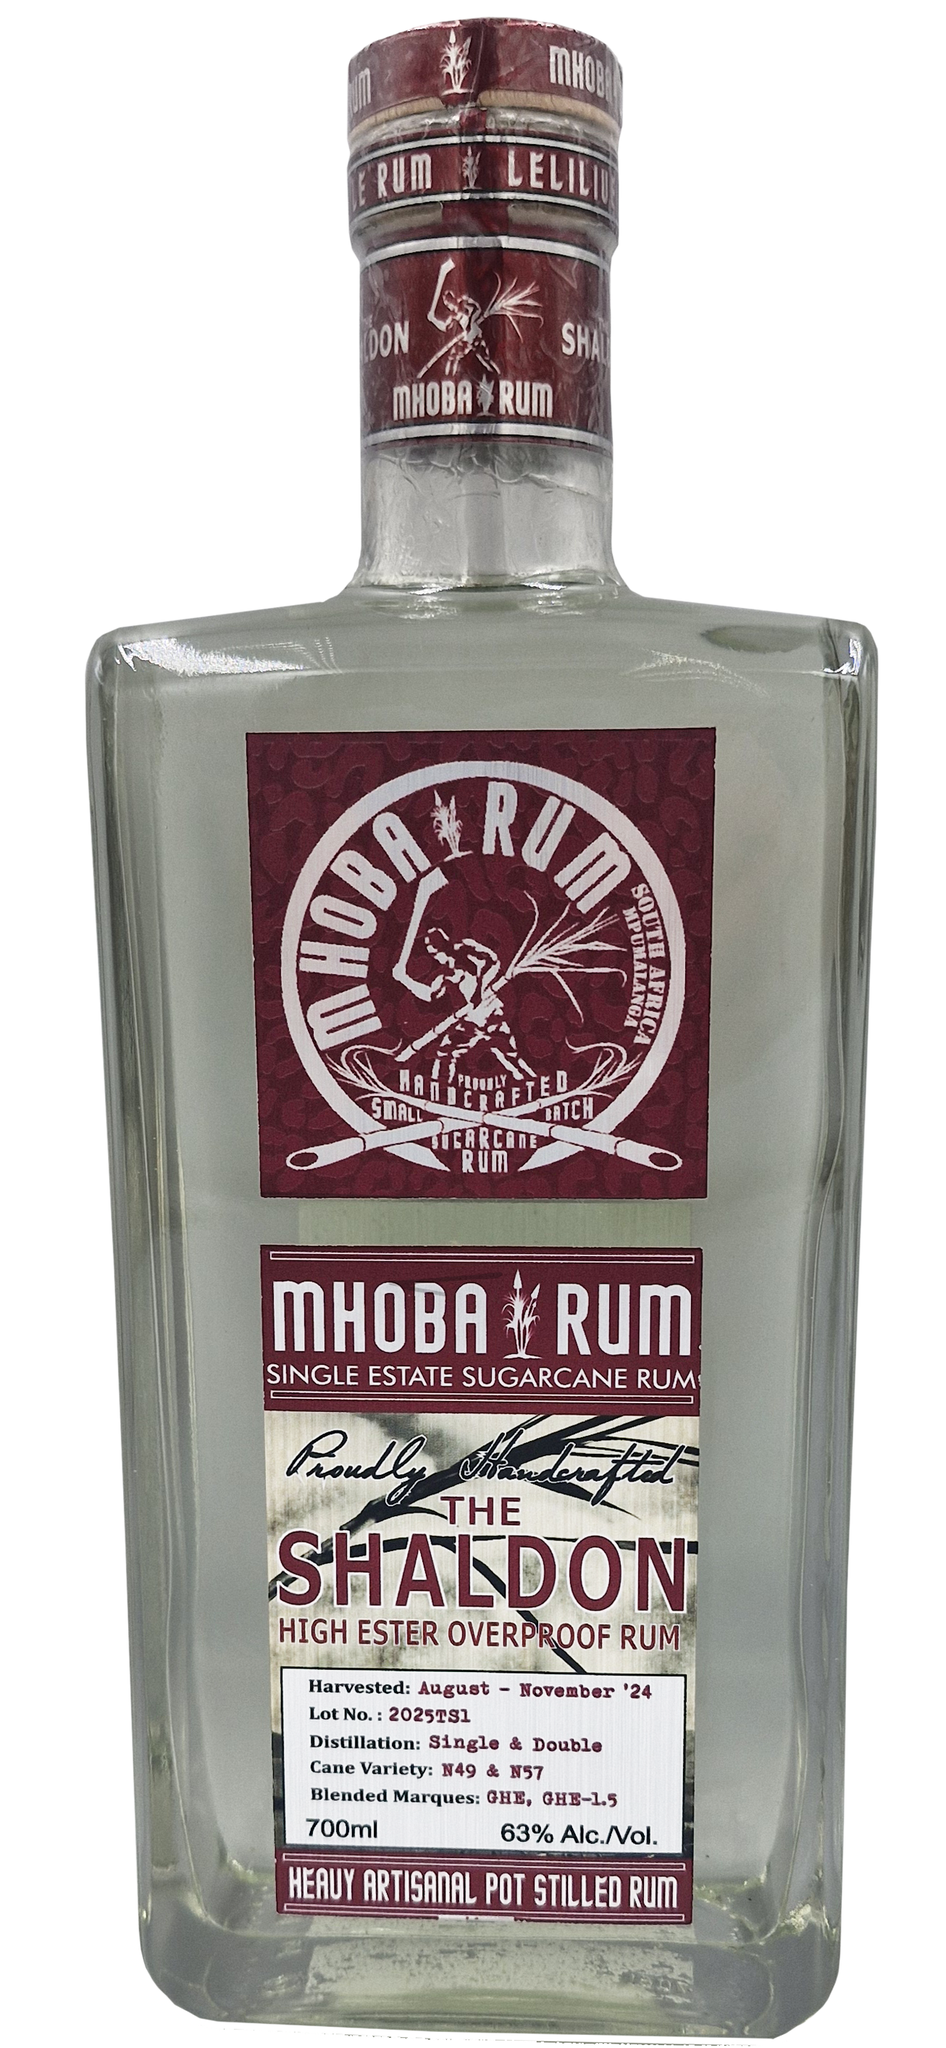 RUM MHOBA
RUM LELILIU
DON SHAL
MHOBA RUM
MHOBA RUM
SOUTH AFRICA
MPUMALANGA
PROUDLY
HANDCRAFTED
SMALL BATCH
SUGARCANE
RUM
MHOBA RUM
SINGLE ESTATE SUGARCANE RUM
Proudly Handcrafted
THE
SHALDON
HIGH ESTER OVERPROOF RUM
Harvested: August - November '24
Lot No. : 2025TS1
Distillation: Single & Double
Cane Variety: N49 & N57
Blended Marques: GHE, GHE-1.5
700ml 63% Alc./Vol.
HEAVY ARTISANAL POT STILLED RUM